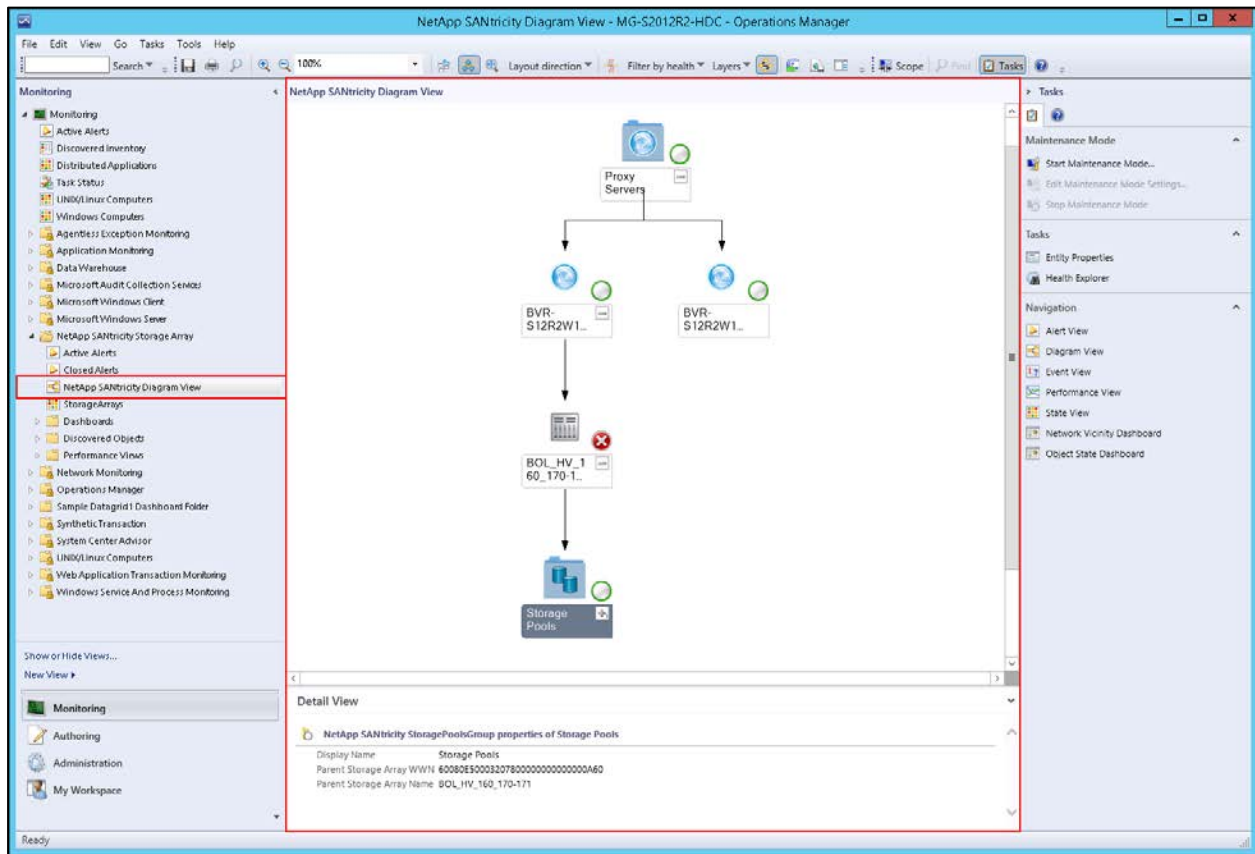 NetApp SANtricity Diagram View - MG-S2012R2-HDC - Operations Manager
File Edit View Go Tasks Tools Help
Search 100% Layout direction Filter by health Layers Scope Find Tasks
Monitoring
Monitoring
Active Alerts
Discovered Inventory
Distributed Applications
Task Status
UNIX/Linux Computers
Windows Computers
Agentless Exception Monitoring
Application Monitoring
Data Warehouse
Microsoft Audit Collection Services
Microsoft Windows Client
Microsoft Windows Server
NetApp SANtricity Storage Array
Active Alerts
Closed Alerts
NetApp SANtricity Diagram View
StorageArrays
Dashboards
Discovered Objects
Performance Views
Network Monitoring
Operations Manager
Sample Datagrid1 Dashboard Folder
Synthetic Transaction
System Center Advisor
UNIX/Linux Computers
Web Application Transaction Monitoring
Windows Service And Process Monitoring
Show or Hide Views...
New View
Monitoring
Authoring
Administration
My Workspace
Ready
NetApp SANtricity Diagram View
Proxy
Servers
BVR-
S12R2W1...
BVR-
S12R2W1...
BOL_HV_1
60_170-1...
Storage
Pools
Detail View
NetApp SANtricity StoragePoolsGroup properties of Storage Pools
Display Name Storage Pools
Parent Storage Array WWN
Parent Storage Array Name BOL_HV_160_170-171
Tasks
Maintenance Mode
Start Maintenance Mode...
Edit Maintenance Mode Settings...
Stop Maintenance Mode
Tasks
Entity Properties
Health Explorer
Navigation
Alert View
Diagram View
Event View
Performance View
State View
Network Vicinity Dashboard
Object State Dashboard